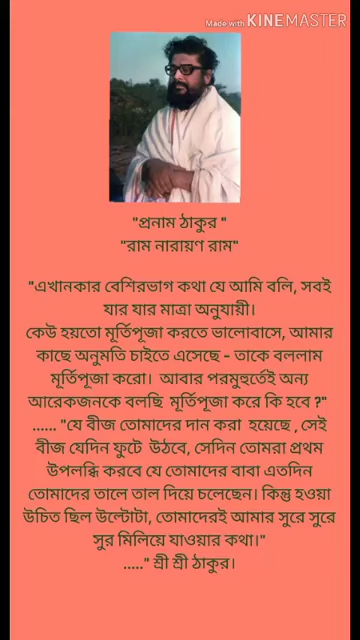 Made with KINEMASTER
"প্রনাম ঠাকুর "
"রাম নারায়ণ রাম"
"এখানকার বেশিরভাগ কথা যে আমি বলি, সবই
যার যার মাত্রা অনুযায়ী।
কেউ হয়তো মূর্তিপূজা করতে ভালোবাসে, আমার
কাছে অনুমতি চাইতে এসেছে - তাকে বললাম
মূর্তিপূজা করো। আবার পরমুহুর্তেই অন্য
আরেকজনকে বলছি মূর্তিপূজা করে কি হবে ?"
...... "যে বীজ তোমাদের দান করা হয়েছে , সেই
বীজ যেদিন ফুটে উঠবে, সেদিন তোমরা প্রথম
উপলব্ধি করবে যে তোমাদের বাবা এতদিন
তোমাদের তালে তাল দিয়ে চলেছেন। কিন্তু হওয়া
উচিত ছিল উল্টোটা, তোমাদেরই আমার সুরে সুরে
সুর মিলিয়ে যাওয়ার কথা।"
....." শ্রী শ্রী ঠাকুর।